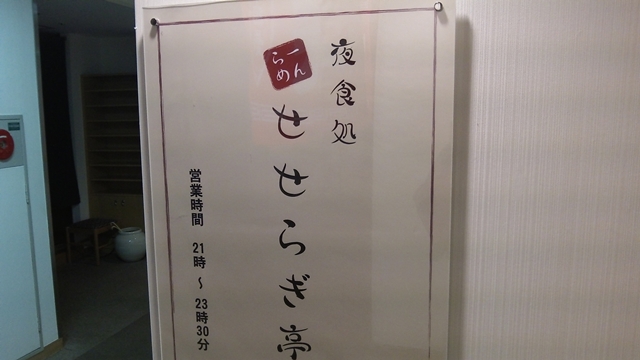 夜食処
らーめん
せせらぎ亭
営業時間 21時 ~ 23時30分